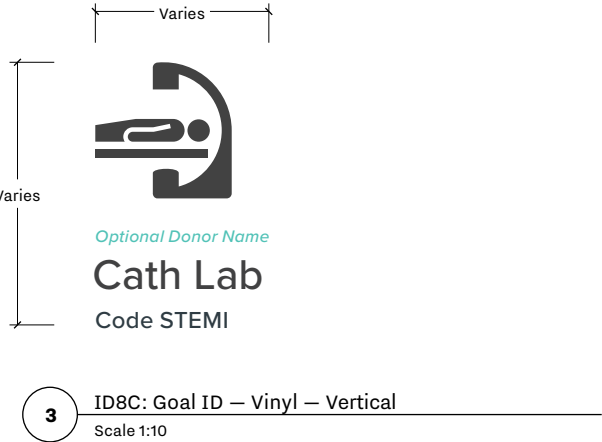 Varies
Varies
Optional Donor Name
Cath Lab
Code STEMI
3
ID8C: Goal ID — Vinyl — Vertical
Scale 1:10